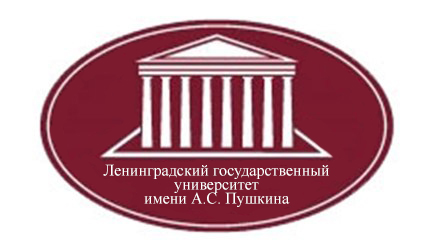 Ленинградский государственный
университет
имени А.С. Пушкина